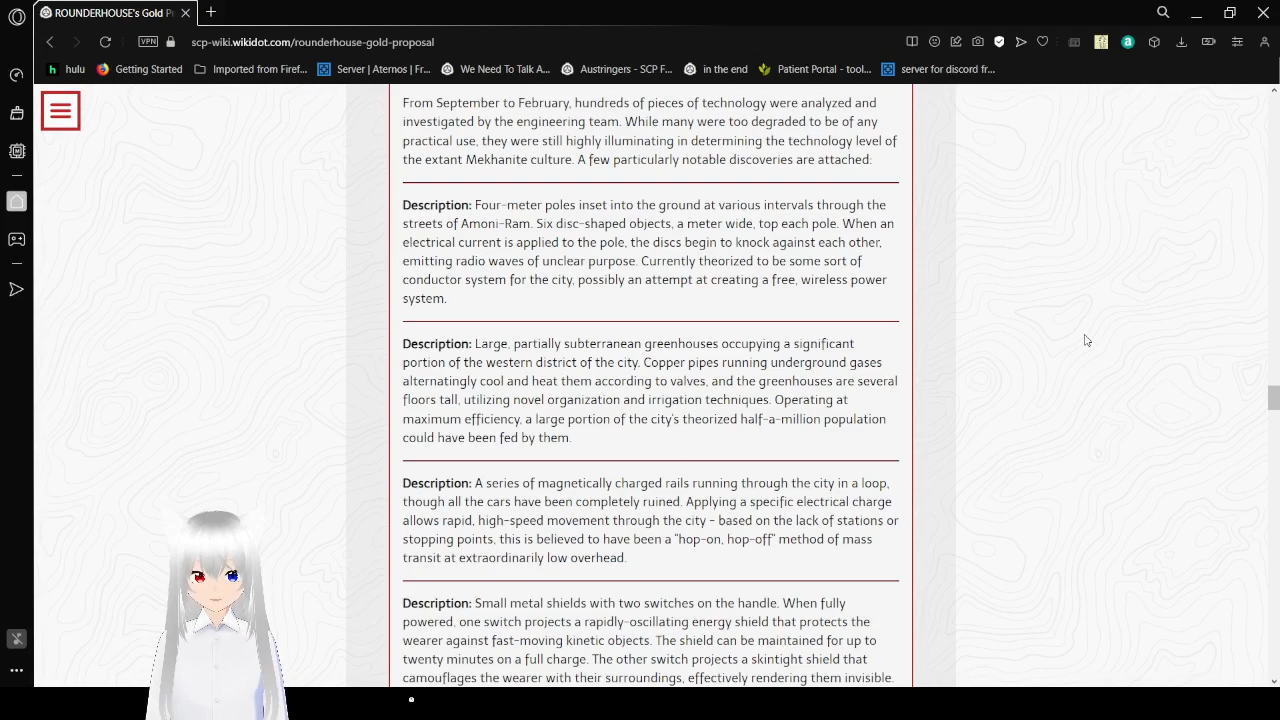 ROUNDERHOUSE's Gold Pr
VPN
scp-wiki.wikidot.com/rounderhouse-gold-proposal
hulu
Getting Started
Imported from Firef...
Server | Aternos | Fr...
We Need To Talk A...
Austringers - SCP F...
in the end
Patient Portal - tool...
server for discord fr...
From September to February, hundreds of pieces of technology were analyzed and
investigated by the engineering team. While many were too degraded to be of any
practical use, they were still highly illuminating in determining the technology level of
the extant Mekhanite culture. A few particularly notable discoveries are attached:
Description: Four-meter poles inset into the ground at various intervals through the
streets of Amoni-Ram. Six disc-shaped objects, a meter wide, top each pole. When an
electrical current is applied to the pole, the discs begin to knock against each other,
emitting radio waves of unclear purpose. Currently theorized to be some sort of
conductor system for the city, possibly an attempt at creating a free, wireless power
system.
Description: Large, partially subterranean greenhouses occupying a significant
portion of the western district of the city. Copper pipes running underground gases
alternatingly cool and heat them according to valves, and the greenhouses are several
floors tall, utilizing novel organization and irrigation techniques. Operating at
maximum efficiency, a large portion of the city's theorized half-a-million population
could have been fed by them.
Description: A series of magnetically charged rails running through the city in a loop,
though all the cars have been completely ruined. Applying a specific electrical charge
allows rapid, high-speed movement through the city - based on the lack of stations or
stopping points, this is believed to have been a "hop-on, hop-off" method of mass
transit at extraordinarily low overhead.
Description: Small metal shields with two switches on the handle. When fully
powered, one switch projects a rapidly-oscillating energy shield that protects the
wearer against fast-moving kinetic objects. The shield can be maintained for up to
twenty minutes on a full charge. The other switch projects a skintight shield that
camouflages the wearer with their surroundings, effectively rendering them invisible.